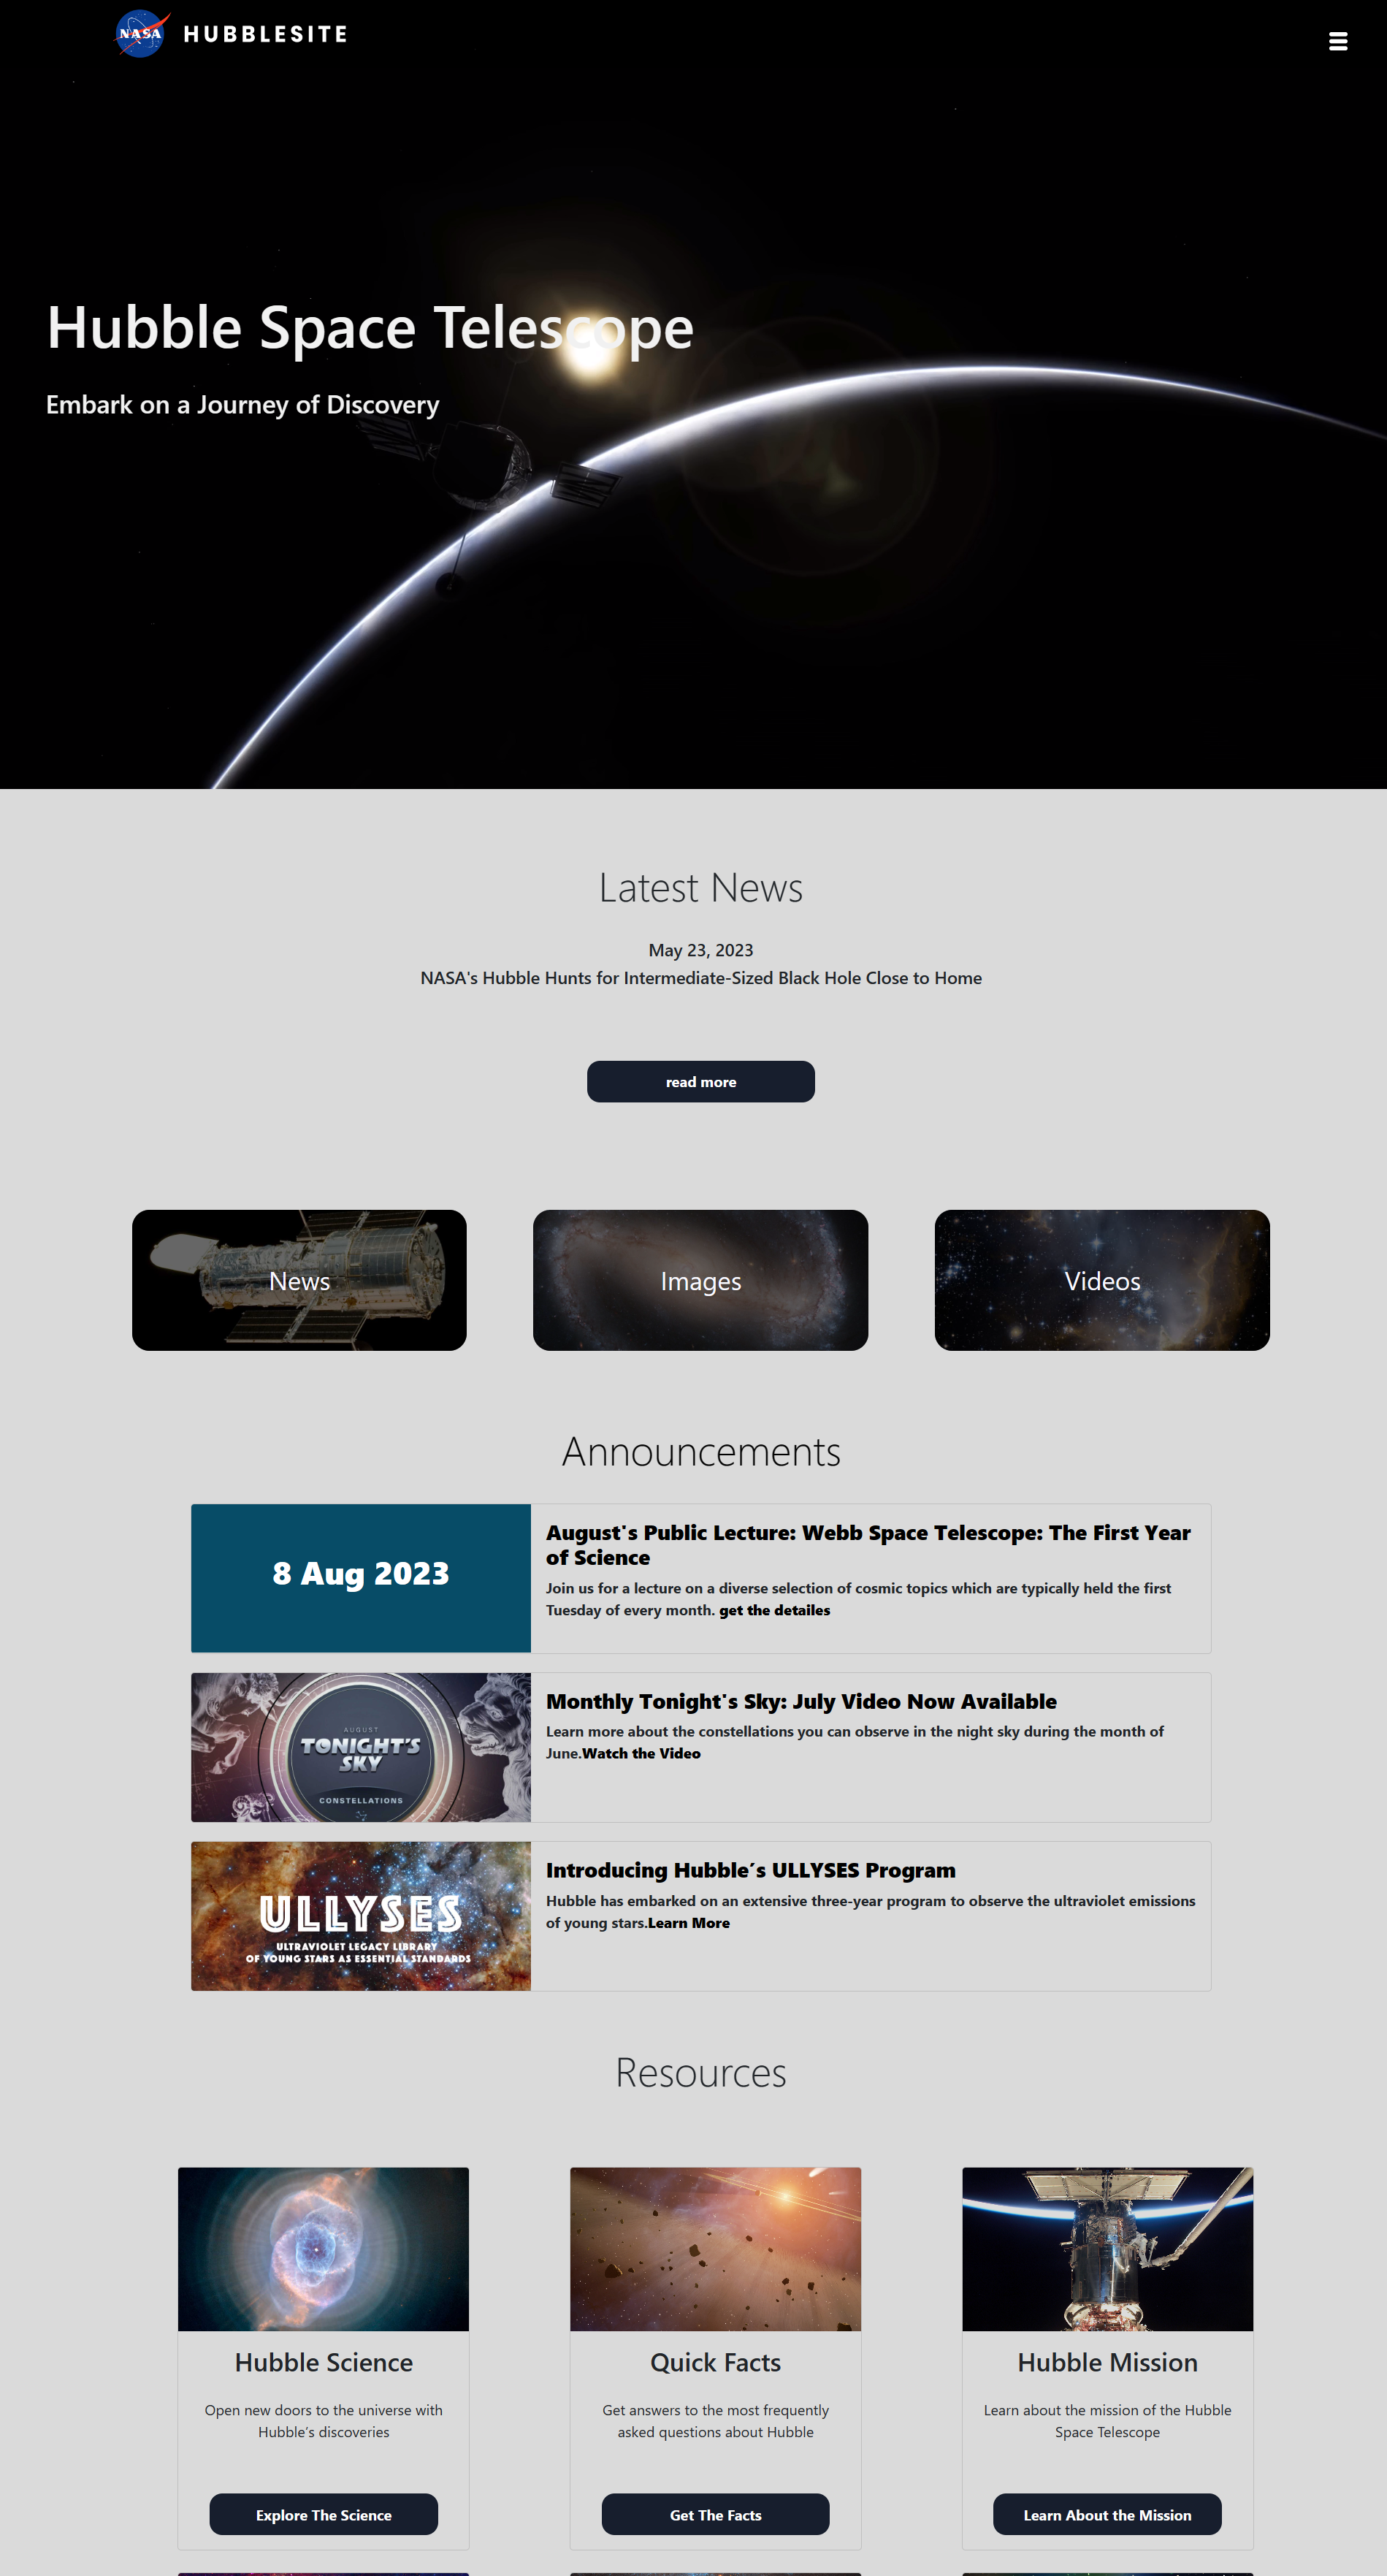 NASA HUBBLESITE
Hubble Space Telescope
Embark on a Journey of Discovery
Latest News
May 23, 2023
NASA's Hubble Hunts for Intermediate-Sized Black Hole Close to Home
read more
News
Images
Videos
Announcements
8 Aug 2023
August's Public Lecture: Webb Space Telescope: The First Year
of Science
Join us for a lecture on a diverse selection of cosmic topics which are typically held the first
Tuesday of every month. get the detailes
AUGUST
TONIGHT'S
SKY
CONSTELLATIONS
Monthly Tonight's Sky: July Video Now Available
Learn more about the constellations you can observe in the night sky during the month of
June.Watch the Video
ULLYSES
ULTRAVIOLET LEGACY LIBRARY
OF YOUNG STARS AS ESSENTIAL STANDARDS
Introducing Hubble’s ULLYSES Program
Hubble has embarked on an extensive three-year program to observe the ultraviolet emissions
of young stars.Learn More
Resources
Hubble Science
Open new doors to the universe with
Hubble’s discoveries
Explore The Science
Quick Facts
Get answers to the most frequently
asked questions about Hubble
Get The Facts
Hubble Mission
Learn about the mission of the Hubble
Space Telescope
Learn About the Mission